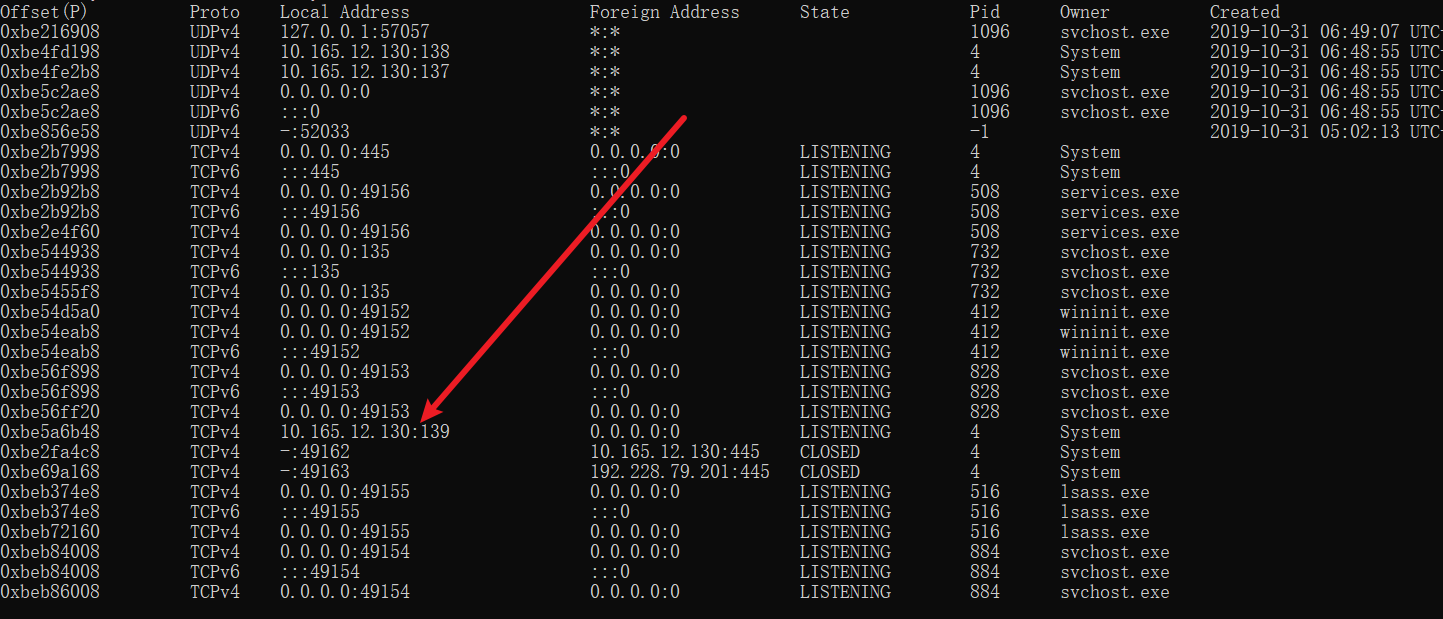 Offset(P) Proto Local Address Foreign Address State Pid Owner Created
0xbe216908 UDPv4 127.0.0.1:57057 *:* 1096 svchost.exe 2019-10-31 06:49:07 UTC-
0xbe4fd198 UDPv4 10.165.12.130:138 *:* 4 System 2019-10-31 06:48:55 UTC-
0xbe4fe2b8 UDPv4 10.165.12.130:137 *:* 4 System 2019-10-31 06:48:55 UTC-
0xbe5c2ae8 UDPv4 0.0.0.0:0 *:* 1096 svchost.exe 2019-10-31 06:48:55 UTC-
0xbe5c2ae8 UDPv6 :::0 *:* 1096 svchost.exe 2019-10-31 06:48:55 UTC-
0xbe856e58 UDPv4 -:52033 *:* -1 2019-10-31 05:02:13 UTC-
0xbe2b7998 TCPv4 0.0.0.0:445 0.0.0.0:0 LISTENING 4 System
0xbe2b7998 TCPv6 :::445 :::0 LISTENING 4 System
0xbe2b92b8 TCPv4 0.0.0.0:49156 0.0.0.0:0 LISTENING 508 services.exe
0xbe2b92b8 TCPv6 :::49156 :::0 LISTENING 508 services.exe
0xbe2e4f60 TCPv4 0.0.0.0:49156 0.0.0.0:0 LISTENING 508 services.exe
0xbe544938 TCPv4 0.0.0.0:135 0.0.0.0:0 LISTENING 732 svchost.exe
0xbe544938 TCPv6 :::135 :::0 LISTENING 732 svchost.exe
0xbe5455f8 TCPv4 0.0.0.0:135 0.0.0.0:0 LISTENING 732 svchost.exe
0xbe54d5a0 TCPv4 0.0.0.0:49152 0.0.0.0:0 LISTENING 412 wininit.exe
0xbe54eab8 TCPv4 0.0.0.0:49152 0.0.0.0:0 LISTENING 412 wininit.exe
0xbe54eab8 TCPv6 :::49152 :::0 LISTENING 412 wininit.exe
0xbe56f898 TCPv4 0.0.0.0:49153 0.0.0.0:0 LISTENING 828 svchost.exe
0xbe56f898 TCPv6 :::49153 :::0 LISTENING 828 svchost.exe
0xbe56ff20 TCPv4 0.0.0.0:49153 0.0.0.0:0 LISTENING 828 svchost.exe
0xbe5a6b48 TCPv4 10.165.12.130:139 0.0.0.0:0 LISTENING 4 System
0xbe2fa4c8 TCPv4 -:49162 10.165.12.130:445 CLOSED 4 System
0xbe69a168 TCPv4 -:49163 192.228.79.201:445 CLOSED 4 System
0xbeb374e8 TCPv4 0.0.0.0:49155 0.0.0.0:0 LISTENING 516 lsass.exe
0xbeb374e8 TCPv6 :::49155 :::0 LISTENING 516 lsass.exe
0xbeb72160 TCPv4 0.0.0.0:49155 0.0.0.0:0 LISTENING 516 lsass.exe
0xbeb84008 TCPv4 0.0.0.0:49154 0.0.0.0:0 LISTENING 884 svchost.exe
0xbeb84008 TCPv6 :::49154 :::0 LISTENING 884 svchost.exe
0xbeb86008 TCPv4 0.0.0.0:49154 0.0.0.0:0 LISTENING 884 svchost.exe